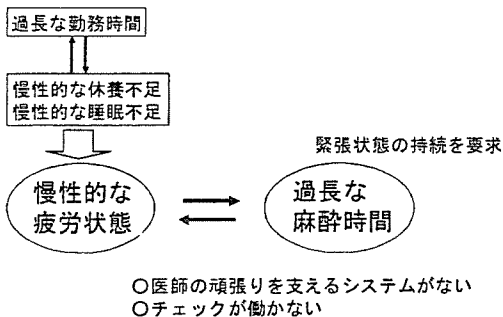 過長な勤務時間
慢性的な休養不足
慢性的な睡眠不足
緊張状態の持続を要求
慢性的な
疲労状態
過長な
麻酔時間
○医師の頑張りを支えるシステムがない
○チェックが働かない